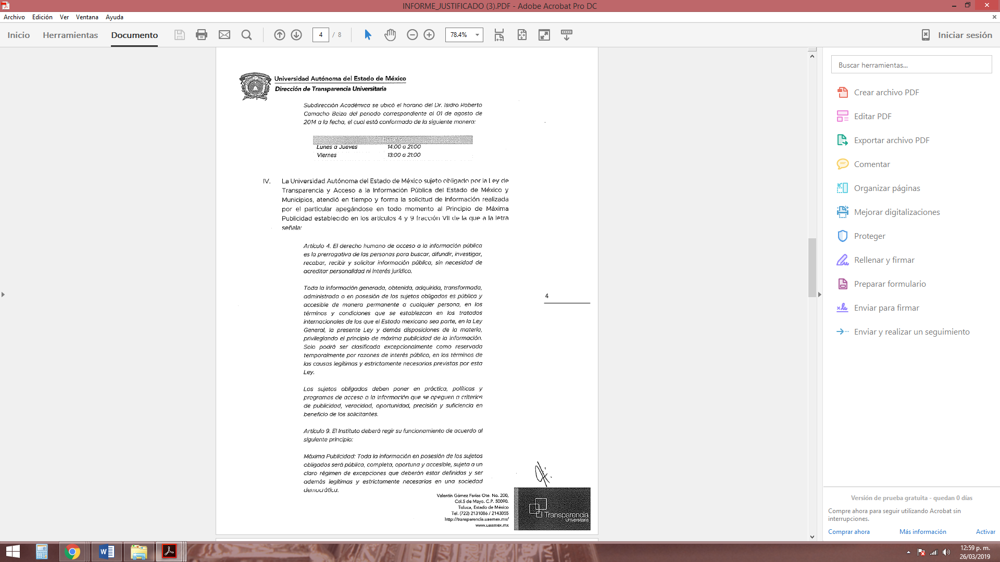 INFORME_JUSTIFICADO (3).PDF - Adobe Acrobat Pro DC
Archivo Edición Ver Ventana Ayuda
Inicio Herramientas Documento 4 / 8 78.4% Iniciar sesión
Universidad Autónoma del Estado de México
Dirección de Transparencia Universitaria
Subdirección Académica se ubicó el horario del Dr. Isidro Roberto
Camacho Beiza del periodo correspondiente al 01 de agosto de
2014 a la fecha, el cual está conformado de la siguiente manera:
Horario
Lunes a Jueves 14:00 a 21:00
Viernes 13:00 a 21:00
IV. La Universidad Autónoma del Estado de México sujeto obligado por la Ley de
Transparencia y Acceso a la Información Pública del Estado de México y
Municipios, atendió en tiempo y forma la solicitud de información realizada
por el particular apegándose en todo momento al Principio de Máxima
Publicidad establecido en los artículos 4 y 9 fracción VII de la que a la letra
señala:
Artículo 4. El derecho humano de acceso a la información pública
es la prerrogativa de las personas para buscar, difundir, investigar,
recabar, recibir y solicitar información pública, sin necesidad de
acreditar personalidad ni interés jurídico.
Toda la información generada, obtenida, adquirida, transformada,
administrada o en posesión de los sujetos obligados es pública y
accesible de manera permanente a cualquier persona, en los
términos y condiciones que se establezcan en los tratados
internacionales de los que el Estado mexicano sea parte, en la Ley
General, la presente Ley y demás disposiciones de la materia,
privilegiando el principio de máxima publicidad de la información.
Solo podrá ser clasificada excepcionalmente como reservada
temporalmente por razones de interés público, en los términos de
las causas legítimas y estrictamente necesarias previstas por esta
Ley.
4
Los sujetos obligados deben poner en práctica, políticas y
programas de acceso a la información que se apeguen a criterios
de publicidad, veracidad, oportunidad, precisión y suficiencia en
beneficio de los solicitantes.
Artículo 9. El Instituto deberá regir su funcionamiento de acuerdo al
siguiente principio:
Máxima Publicidad: Toda la información en posesión de los sujetos
obligados será pública, completa, oportuna y accesible, sujeta a un
claro régimen de excepciones que deberán estar definidas y ser
además legítimas y estrictamente necesarias en una sociedad
democrática.
Valentín Gómez Farías Ote. No. 200,
Col.5 de Mayo. C.P. 50090.
Toluca, Estado de México
Tel. (722) 2131086 / 2143055
http://transparencia.uaemex.mx/
www.uaemex.mx
Transparencia
Universitaria
Buscar herramientas...
Crear archivo PDF
Editar PDF
Exportar archivo PDF
Comentar
Organizar páginas
Mejorar digitalizaciones
Proteger
Rellenar y firmar
Preparar formulario
Enviar para firmar
Enviar y realizar un seguimiento
Versión de prueba gratuita - quedan 0 días
Compre ahora para seguir utilizando Acrobat sin
interrupciones.
Comprar ahora Más información Activar
12:59 p. m.
26/03/2019